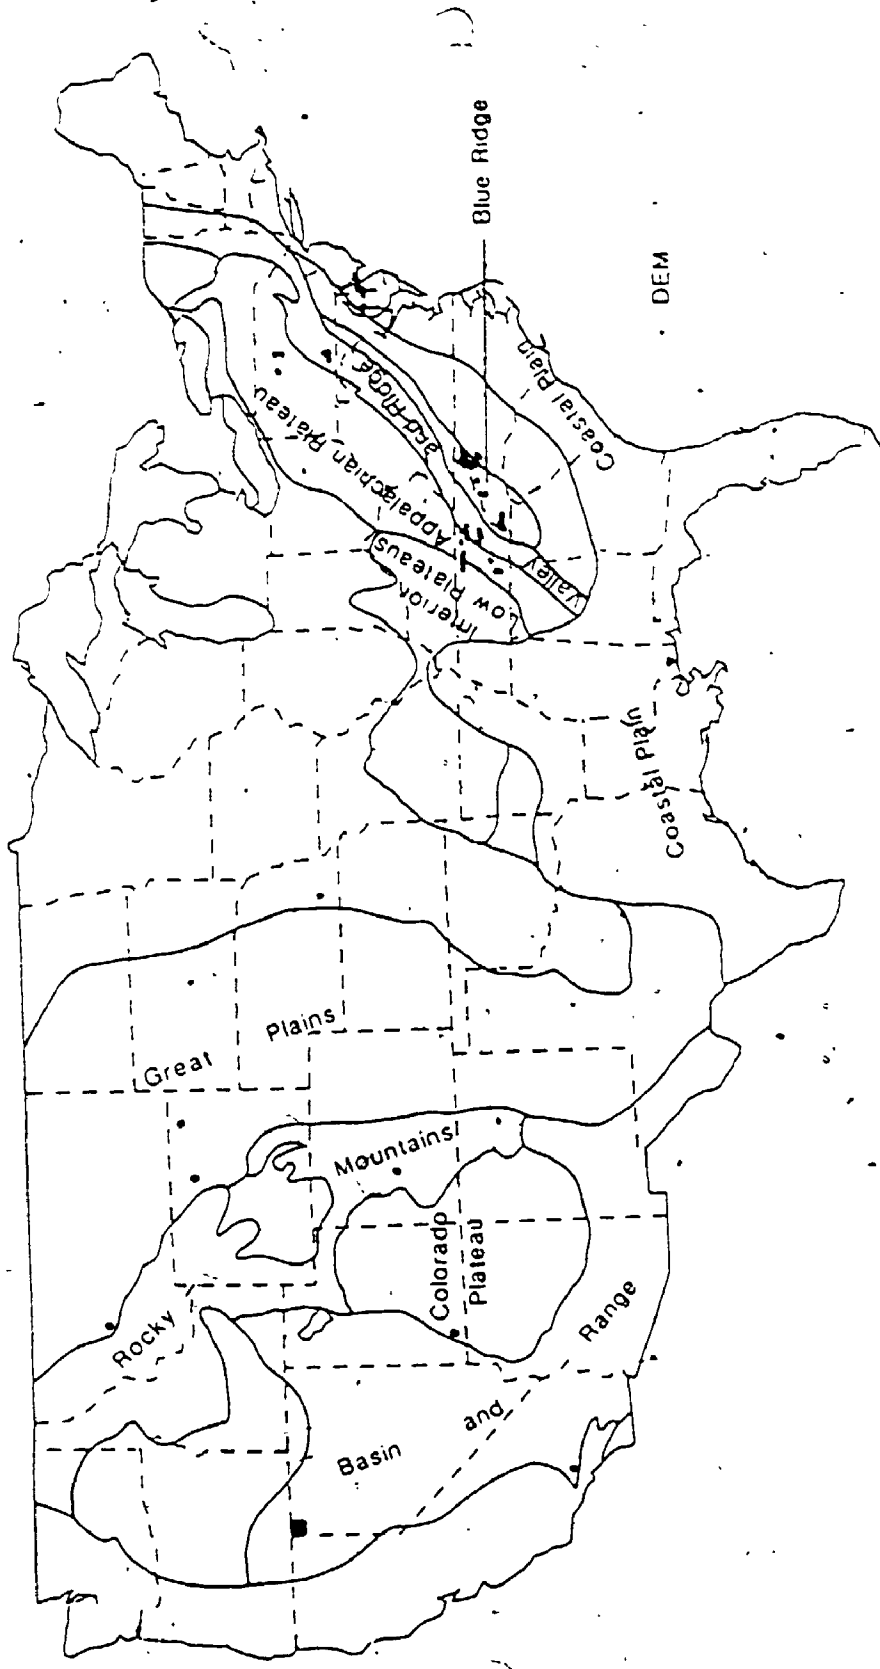 Blue Ridge
DEM
Appalachian Plateau
and Ridge
Valley
Coastal Plain
Interior
Low Plateaus
Coastal Plain
Great
Plains
Rocky
Mountains
Colorado
Plateau
Basin
and
Range